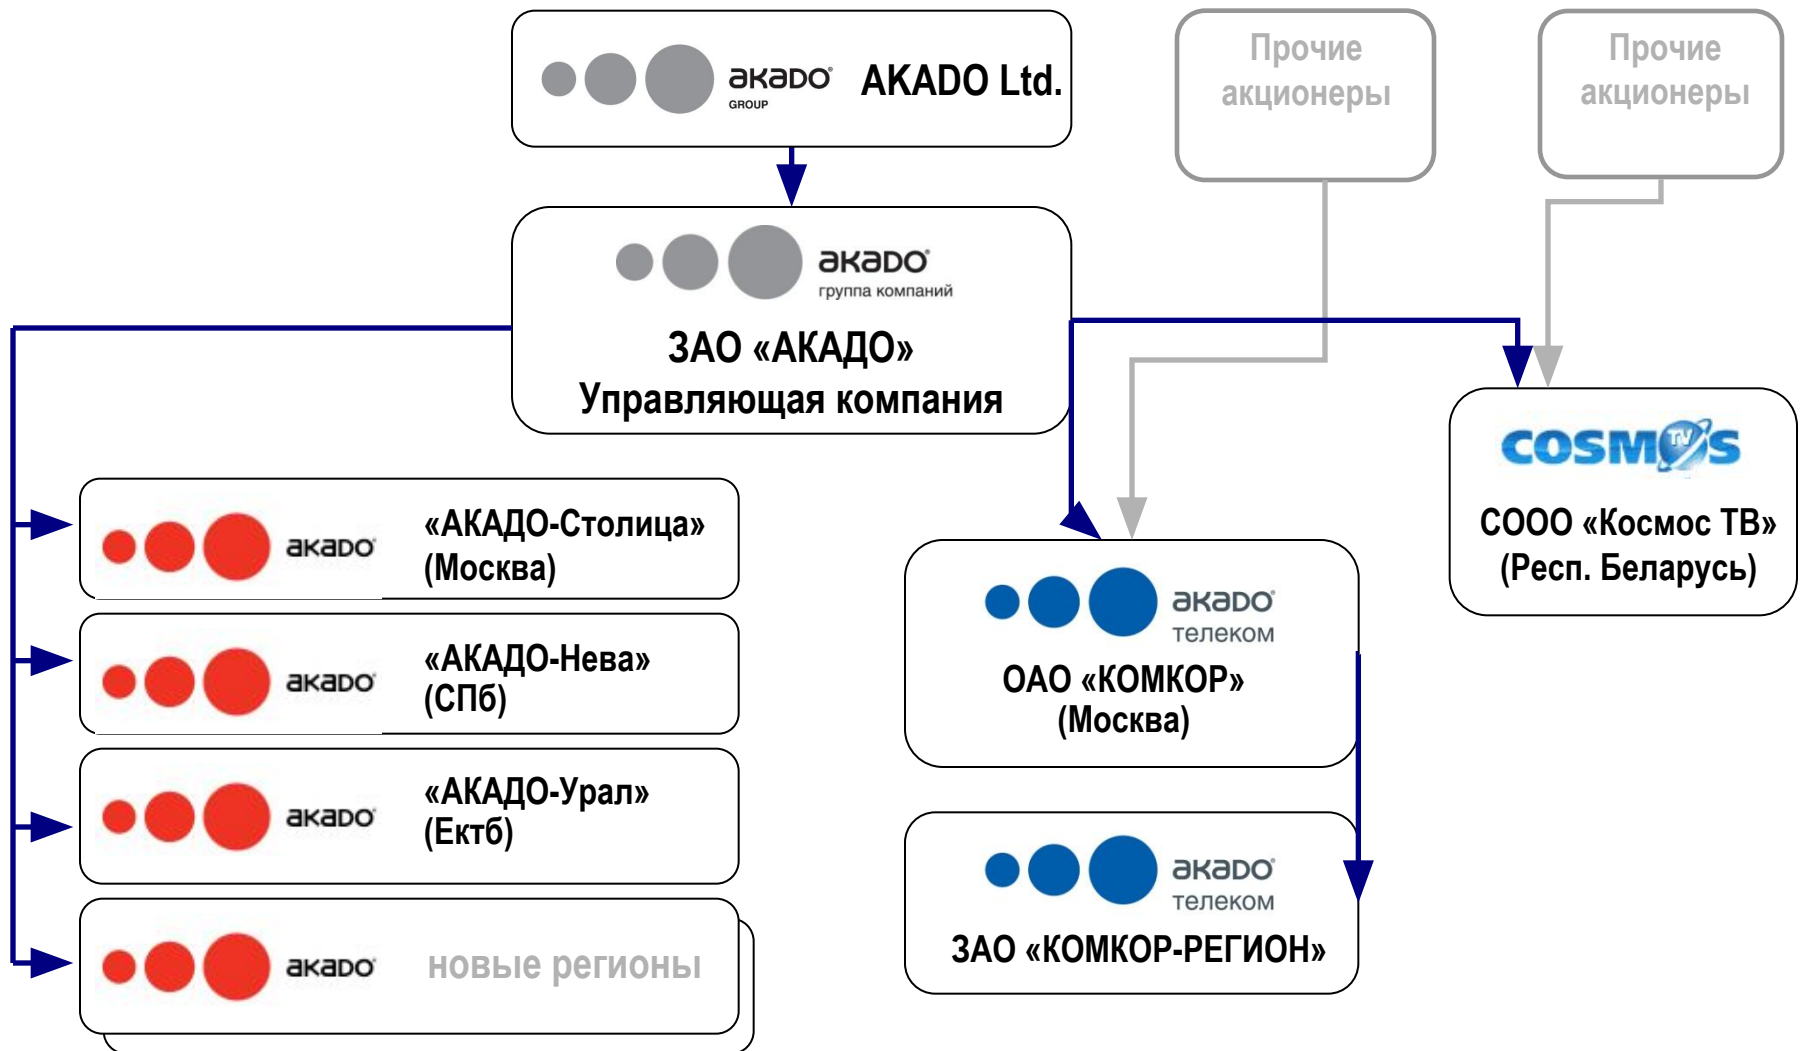 акадо GROUP AKADO Ltd.
Прочие
акционеры
Прочие
акционеры
акадо
группа компаний
ЗАО «АКАДО»
Управляющая компания
COSMOS TV
СООО «Космос ТВ»
(Респ. Беларусь)
акадо «АКАДО-Столица»
(Москва)
акадо «АКАДО-Нева»
(СПб)
акадо «АКАДО-Урал»
(Ектб)
акадо новые регионы
акадо
телеком
ОАО «КОМКОР»
(Москва)
акадо
телеком
ЗАО «КОМКОР-РЕГИОН»